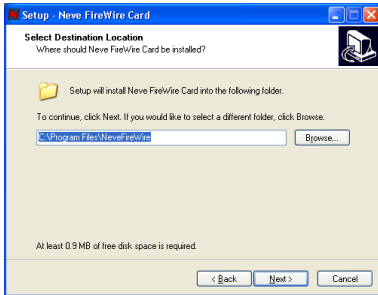 Setup - Neve FireWire Card
Select Destination Location
Where should Neve FireWire Card be installed?
Setup will install Neve FireWire Card into the following folder.
To continue, click Next. If you would like to select a different folder, click Browse.
C:\Program Files\NeveFireWire
Browse...
At least 0.9 MB of free disk space is required.
< Back
Next >
Cancel